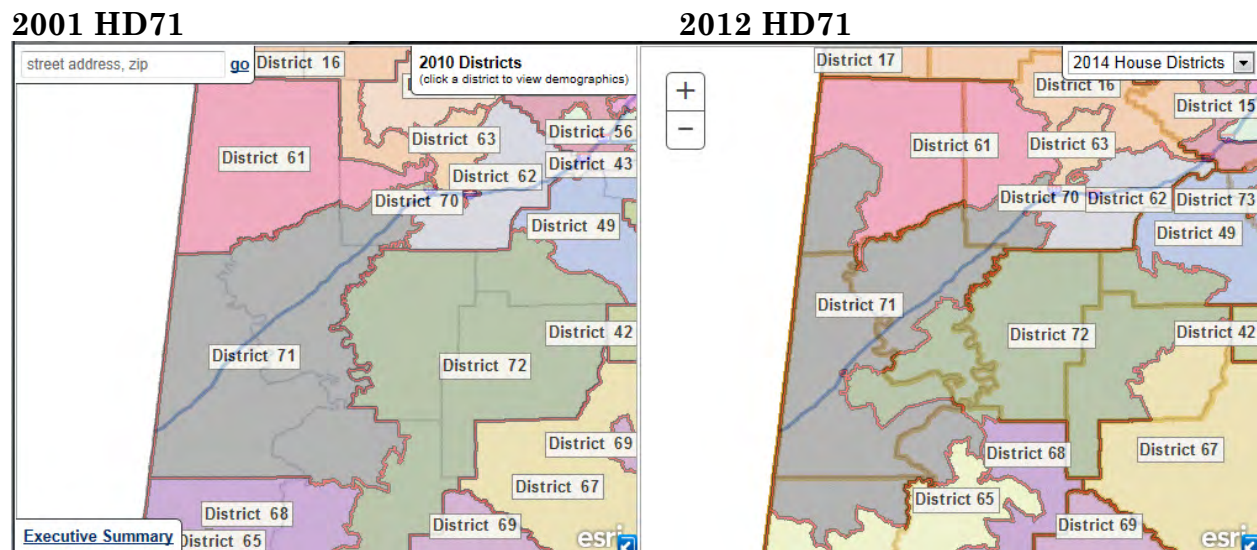 2001 HD71
2012 HD71
street address, zip
go
District 16
2010 Districts
(click a district to view demographics)
District 63
District 56
District 61
District 43
District 62
District 70
District 49
District 42
District 71
District 72
District 69
District 67
District 68
District 69
District 65
Executive Summary
esri
District 17
2014 House Districts
+
−
District 16
District 15
District 61
District 63
District 70
District 62
District 73
District 49
District 71
District 72
District 42
District 68
District 67
District 65
District 69
esri